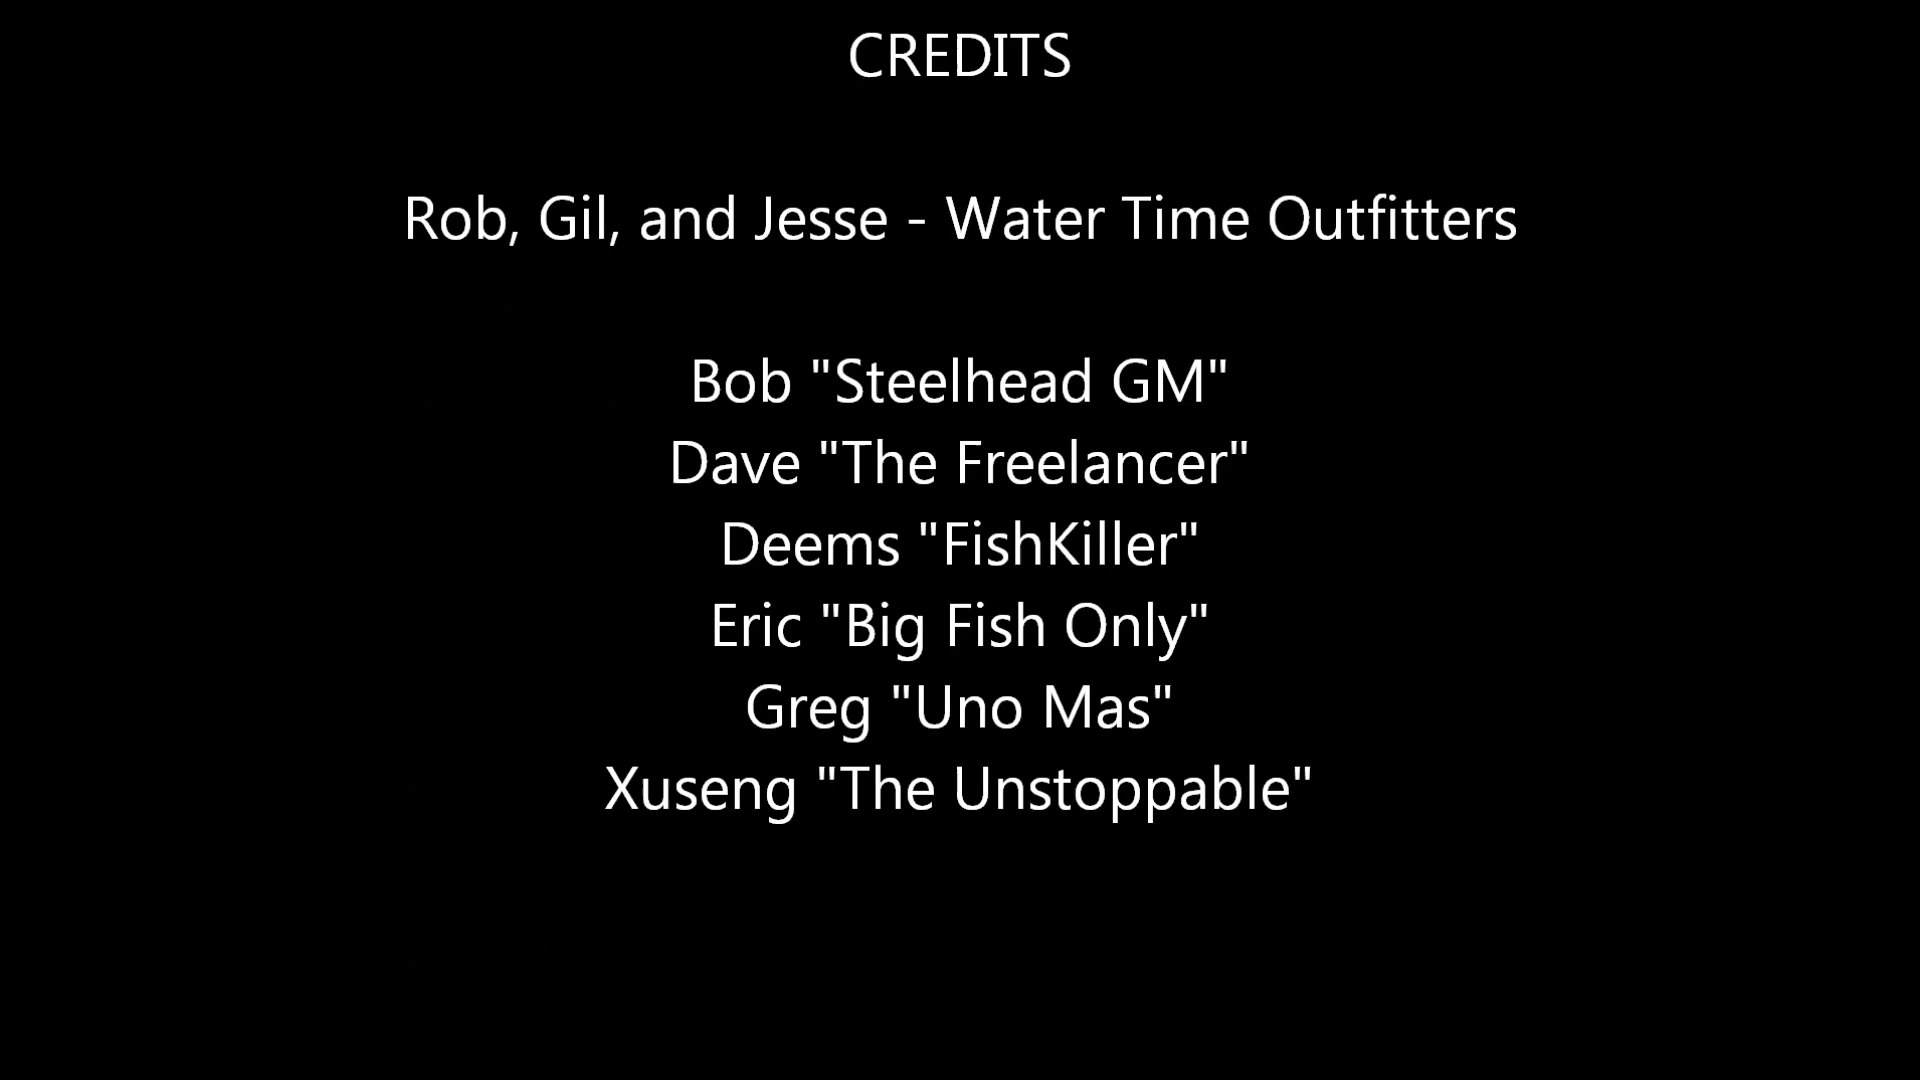 CREDITS
Rob, Gil, and Jesse - Water Time Outfitters
Bob "Steelhead GM"
Dave "The Freelancer"
Deems "FishKiller"
Eric "Big Fish Only"
Greg "Uno Mas"
Xuseng "The Unstoppable"